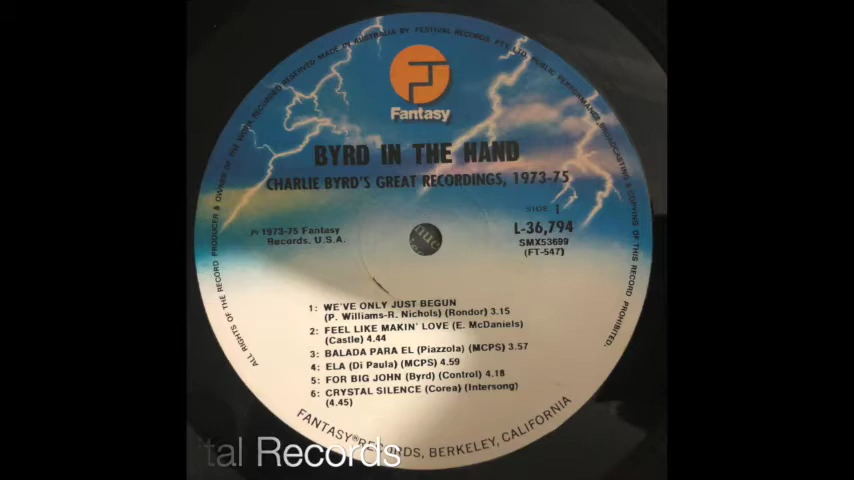 ALL RIGHTS OF THE RECORD PRODUCER & OWNER OF THE WORK RECORDED RESERVED MADE IN AUSTRALIA BY FESTIVAL RECORDS PTY. LTD. PUBLIC PERFORMANCE, BROADCASTING & COPYING OF THIS RECORD PROHIBITED.
Fantasy
BYRD IN THE HAND
CHARLIE BYRD'S GREAT RECORDINGS, 1973-75
SIDE 1
℗ 1973-75 Fantasy
Records, U.S.A.
L-36,794
SMX53699
(FT-547)
1: WE'VE ONLY JUST BEGUN
(P. Williams-R. Nichols) (Rondor) 3.15
2: FEEL LIKE MAKIN' LOVE (E. McDaniels)
(Castle) 4.44
3: BALADA PARA EL (Piazzola) (MCPS) 3.57
4: ELA (Di Paula) (MCPS) 4.59
5: FOR BIG JOHN (Byrd) (Control) 4.18
6: CRYSTAL SILENCE (Corea) (Intersong)
(4.45)
FANTASY® RECORDS, BERKELEY, CALIFORNIA
ital Records